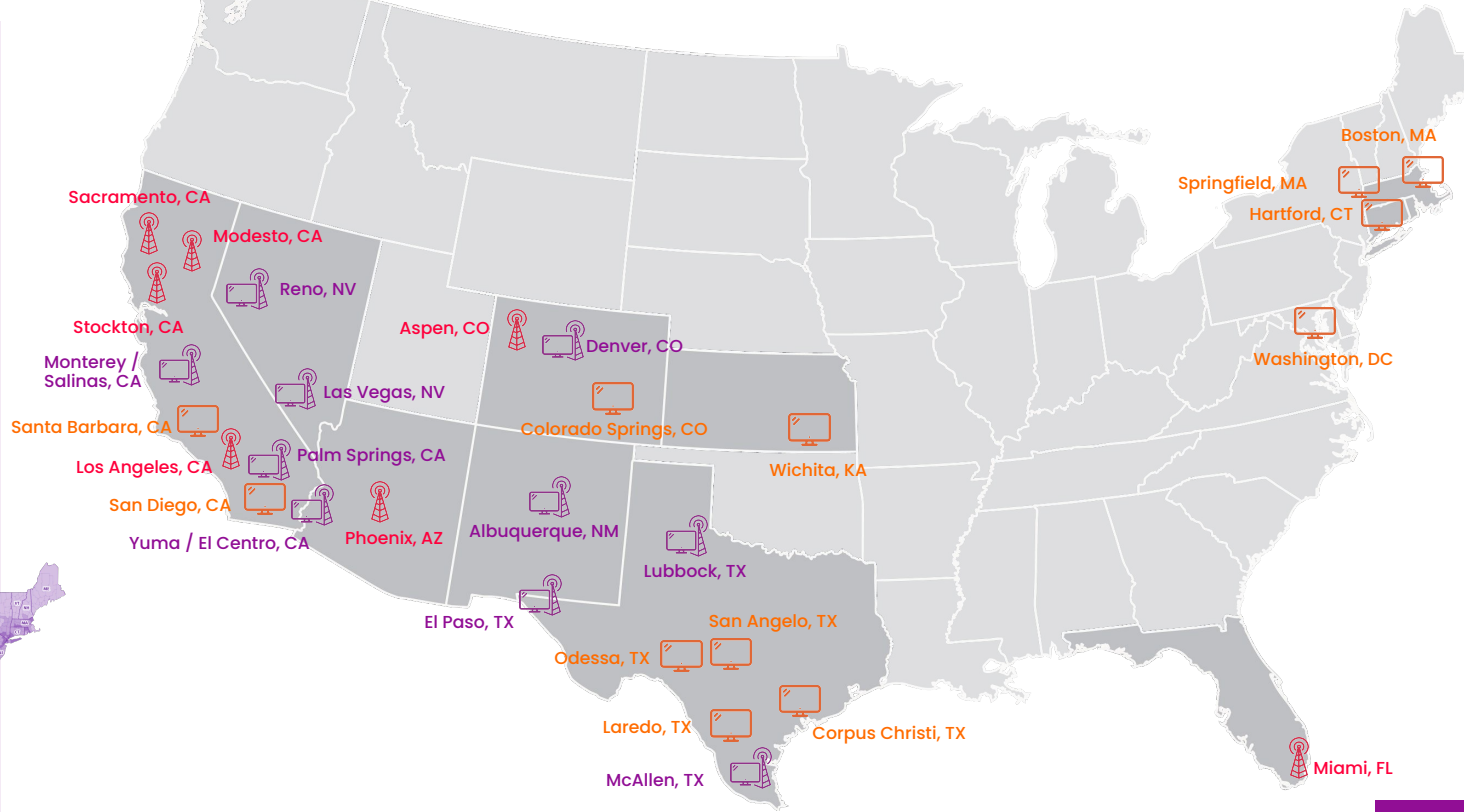 Boston, MA
Springfield, MA
Hartford, CT
Sacramento, CA
Modesto, CA
Reno, NV
Stockton, CA
Aspen, CO
Denver, CO
Washington, DC
Monterey /
Salinas, CA
Las Vegas, NV
Santa Barbara, CA
Colorado Springs, CO
Palm Springs, CA
Los Angeles, CA
Wichita, KA
San Diego, CA
Albuquerque, NM
Phoenix, AZ
Yuma / El Centro, CA
Lubbock, TX
El Paso, TX
San Angelo, TX
Odessa, TX
Laredo, TX
Corpus Christi, TX
McAllen, TX
Miami, FL